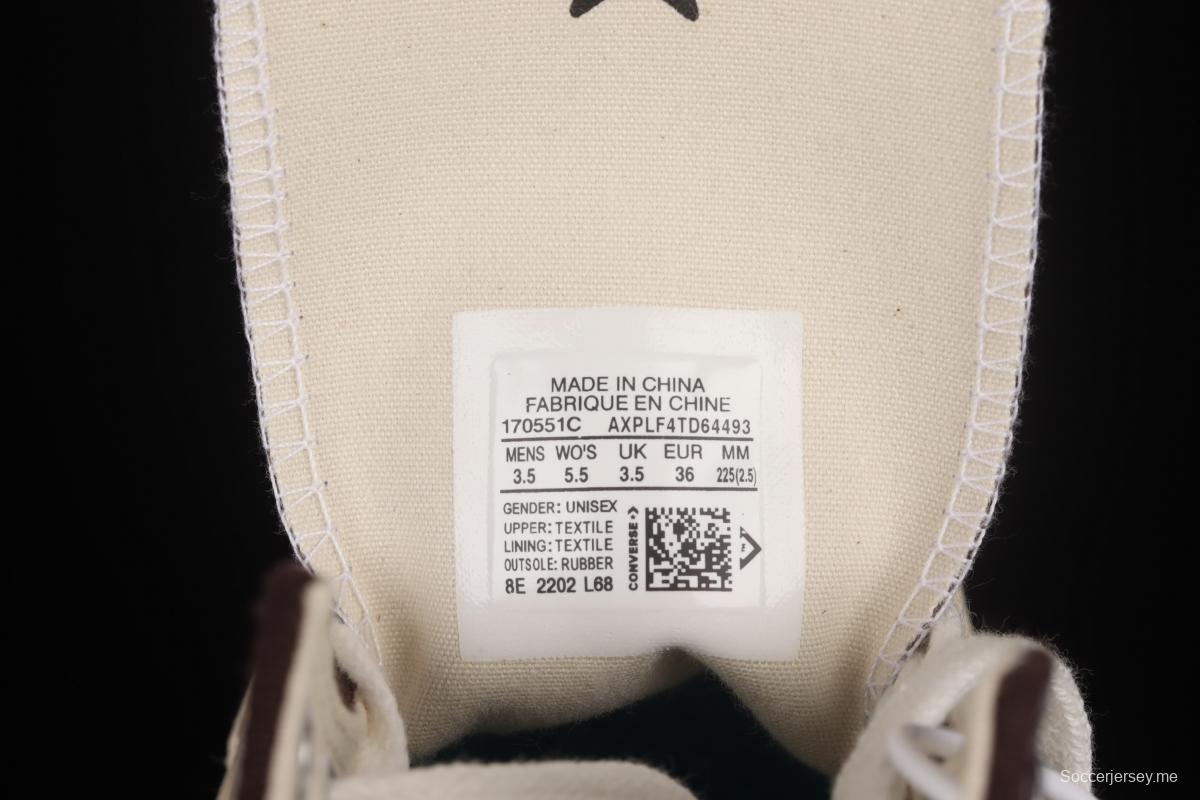 MADE IN CHINA
FABRIQUE EN CHINE
170551C AXPLF4TD64493
MENS WO'S UK EUR MM
3.5 5.5 3.5 36 225(2.5)
GENDER: UNISEX
UPPER: TEXTILE
LINING: TEXTILE
OUTSOLE: RUBBER
8E 2202 L68
CONVERSE
Soccerjersey.me